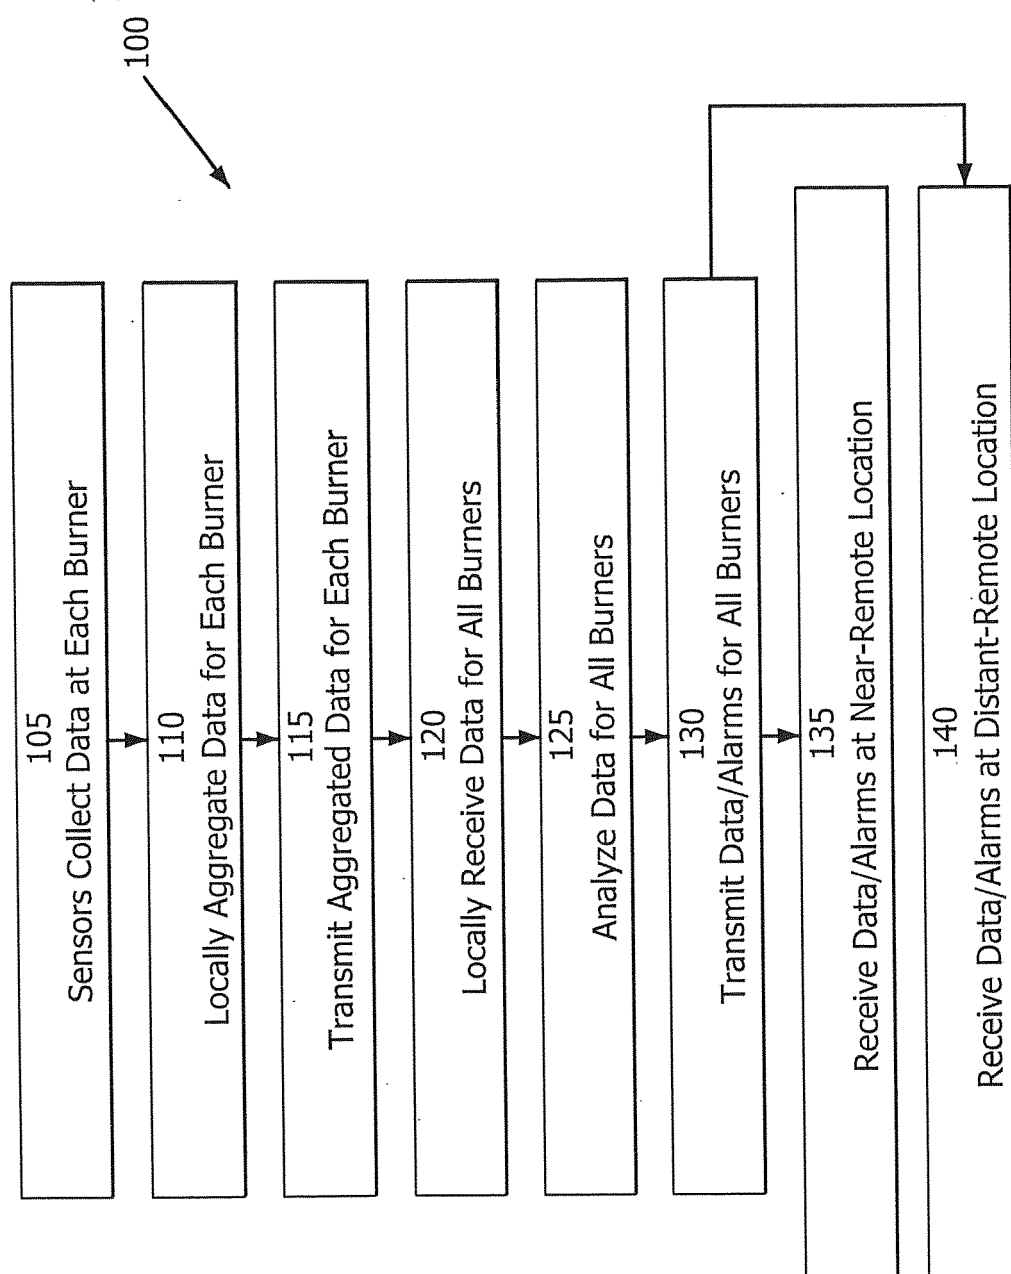 100
105
Sensors Collect Data at Each Burner
110
Locally Aggregate Data for Each Burner
115
Transmit Aggregated Data for Each Burner
120
Locally Receive Data for All Burners
125
Analyze Data for All Burners
130
Transmit Data/Alarms for All Burners
135
Receive Data/Alarms at Near-Remote Location
140
Receive Data/Alarms at Distant-Remote Location